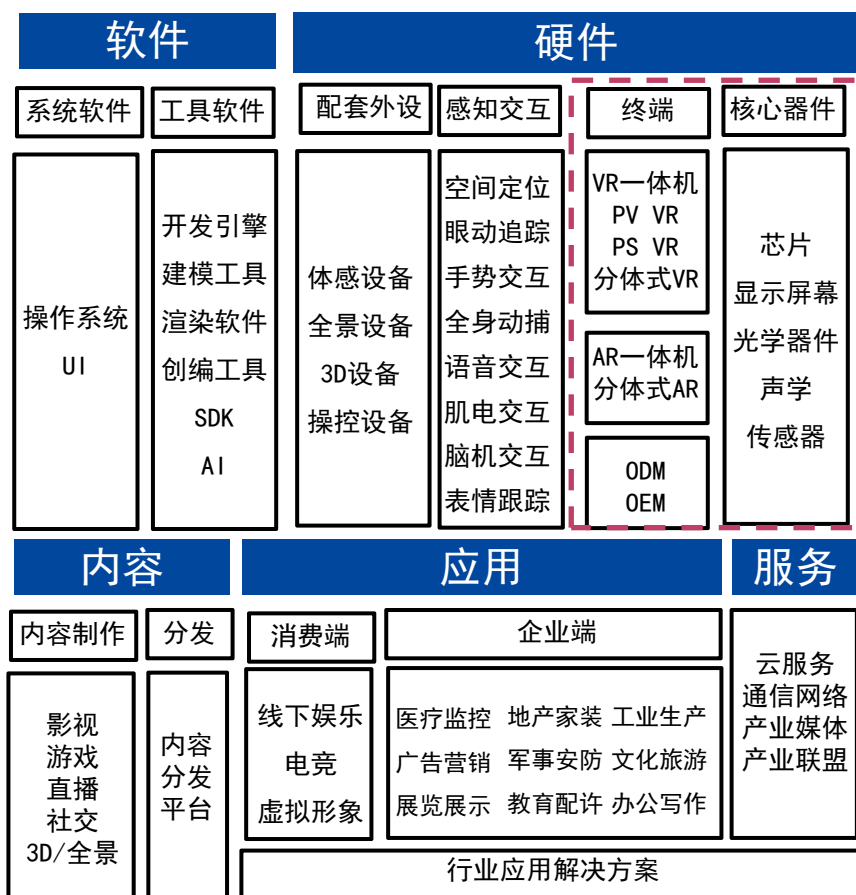 软件
系统软件
工具软件
操作系统
UI
开发引擎
建模工具
渲染软件
创编工具
SDK
AI
硬件
配套外设
感知交互
终端
核心器件
体感设备
全景设备
3D设备
操控设备
空间定位
眼动追踪
手势交互
全身动捕
语音交互
肌电交互
脑机交互
表情跟踪
VR一体机
PV VR
PS VR
分体式VR
AR一体机
分体式AR
ODM
OEM
芯片
显示屏幕
光学器件
声学
传感器
内容
内容制作
分发
影视
游戏
直播
社交
3D/全景
内容
分发
平台
应用
消费端
企业端
线下娱乐
电竞
虚拟形象
医疗监控 地产家装 工业生产
广告营销 军事安防 文化旅游
展览展示 教育配许 办公写作
行业应用解决方案
服务
云服务
通信网络
产业媒体
产业联盟